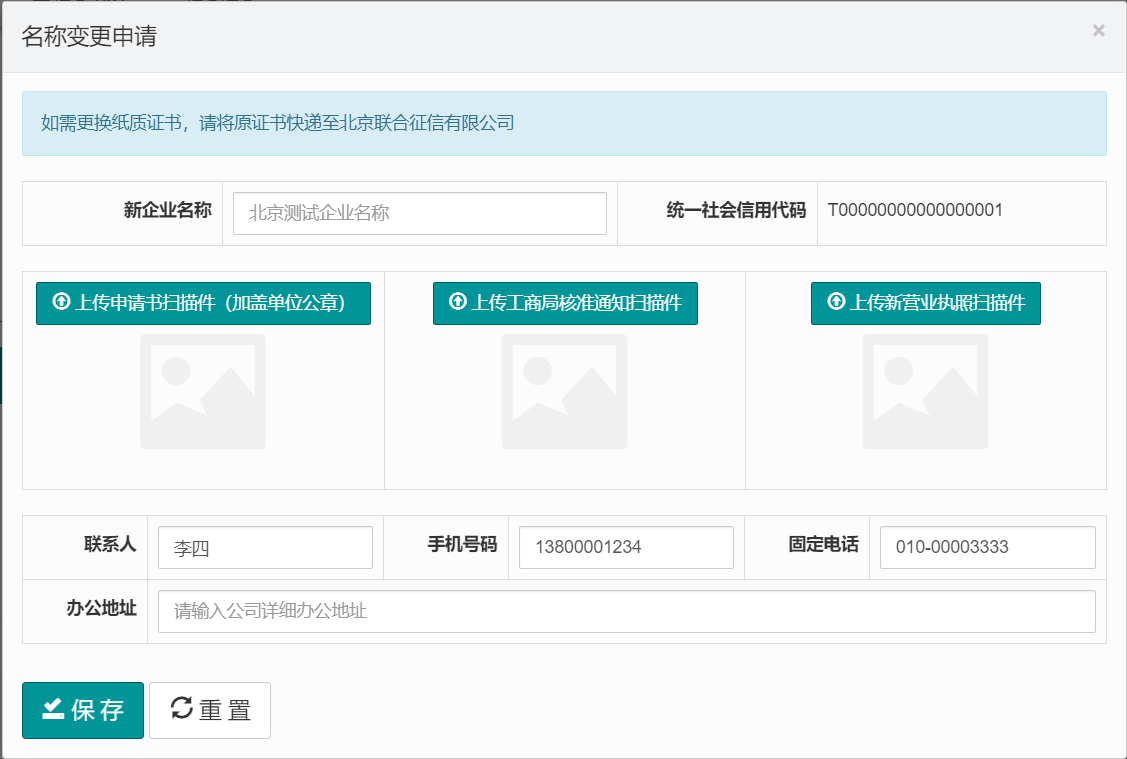 名称变更申请
×
如需更换纸质证书，请将原证书快递至北京联合征信有限公司
新企业名称 北京测试企业名称 统一社会信用代码 T00000000000000001
上传申请书扫描件（加盖单位公章） 上传工商局核准通知扫描件 上传新营业执照扫描件
联系人 李四 手机号码 13800001234 固定电话 010-00003333
办公地址 请输入公司详细办公地址
保存 重置